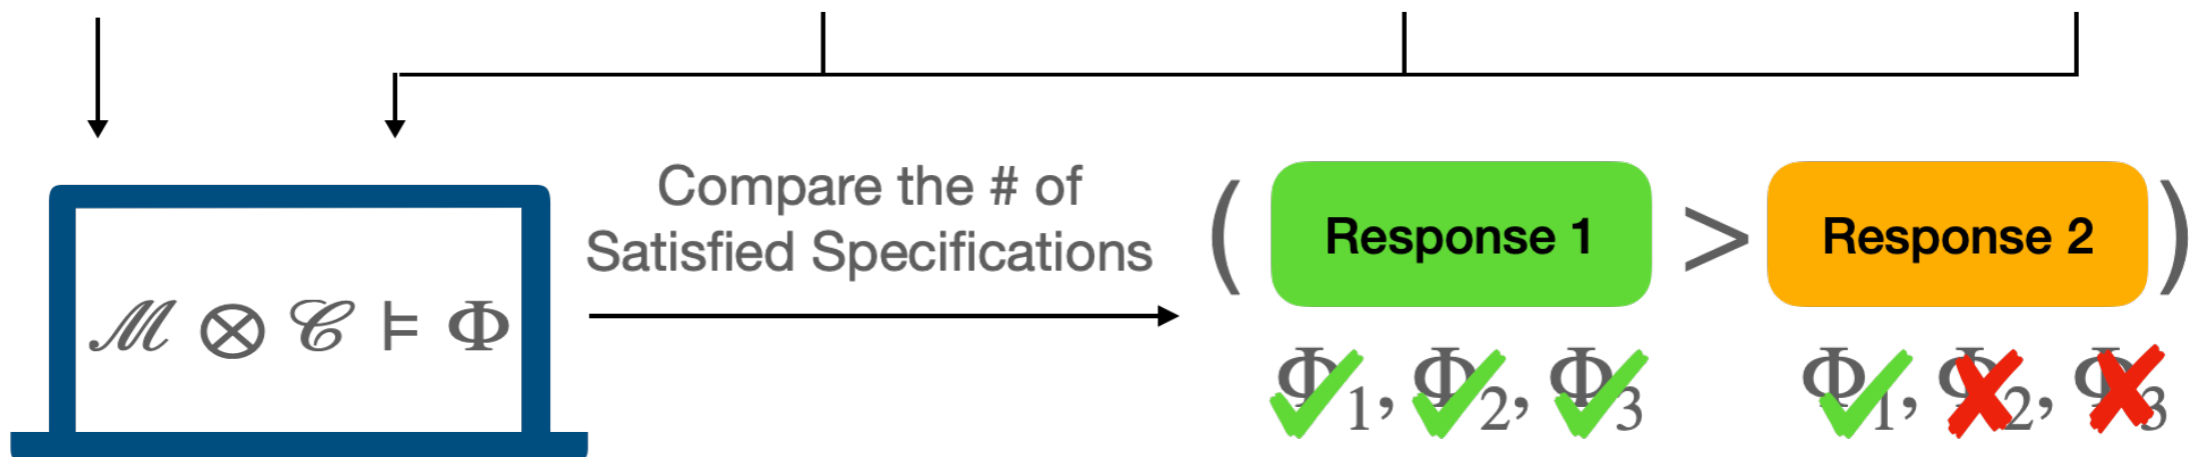 Compare the # of
Satisfied Specifications
ℳ ⊗ 𝒞 ⊨ Φ
( Response 1 > Response 2 )
Φ1, Φ2, Φ3
Φ1, Φ2, Φ3